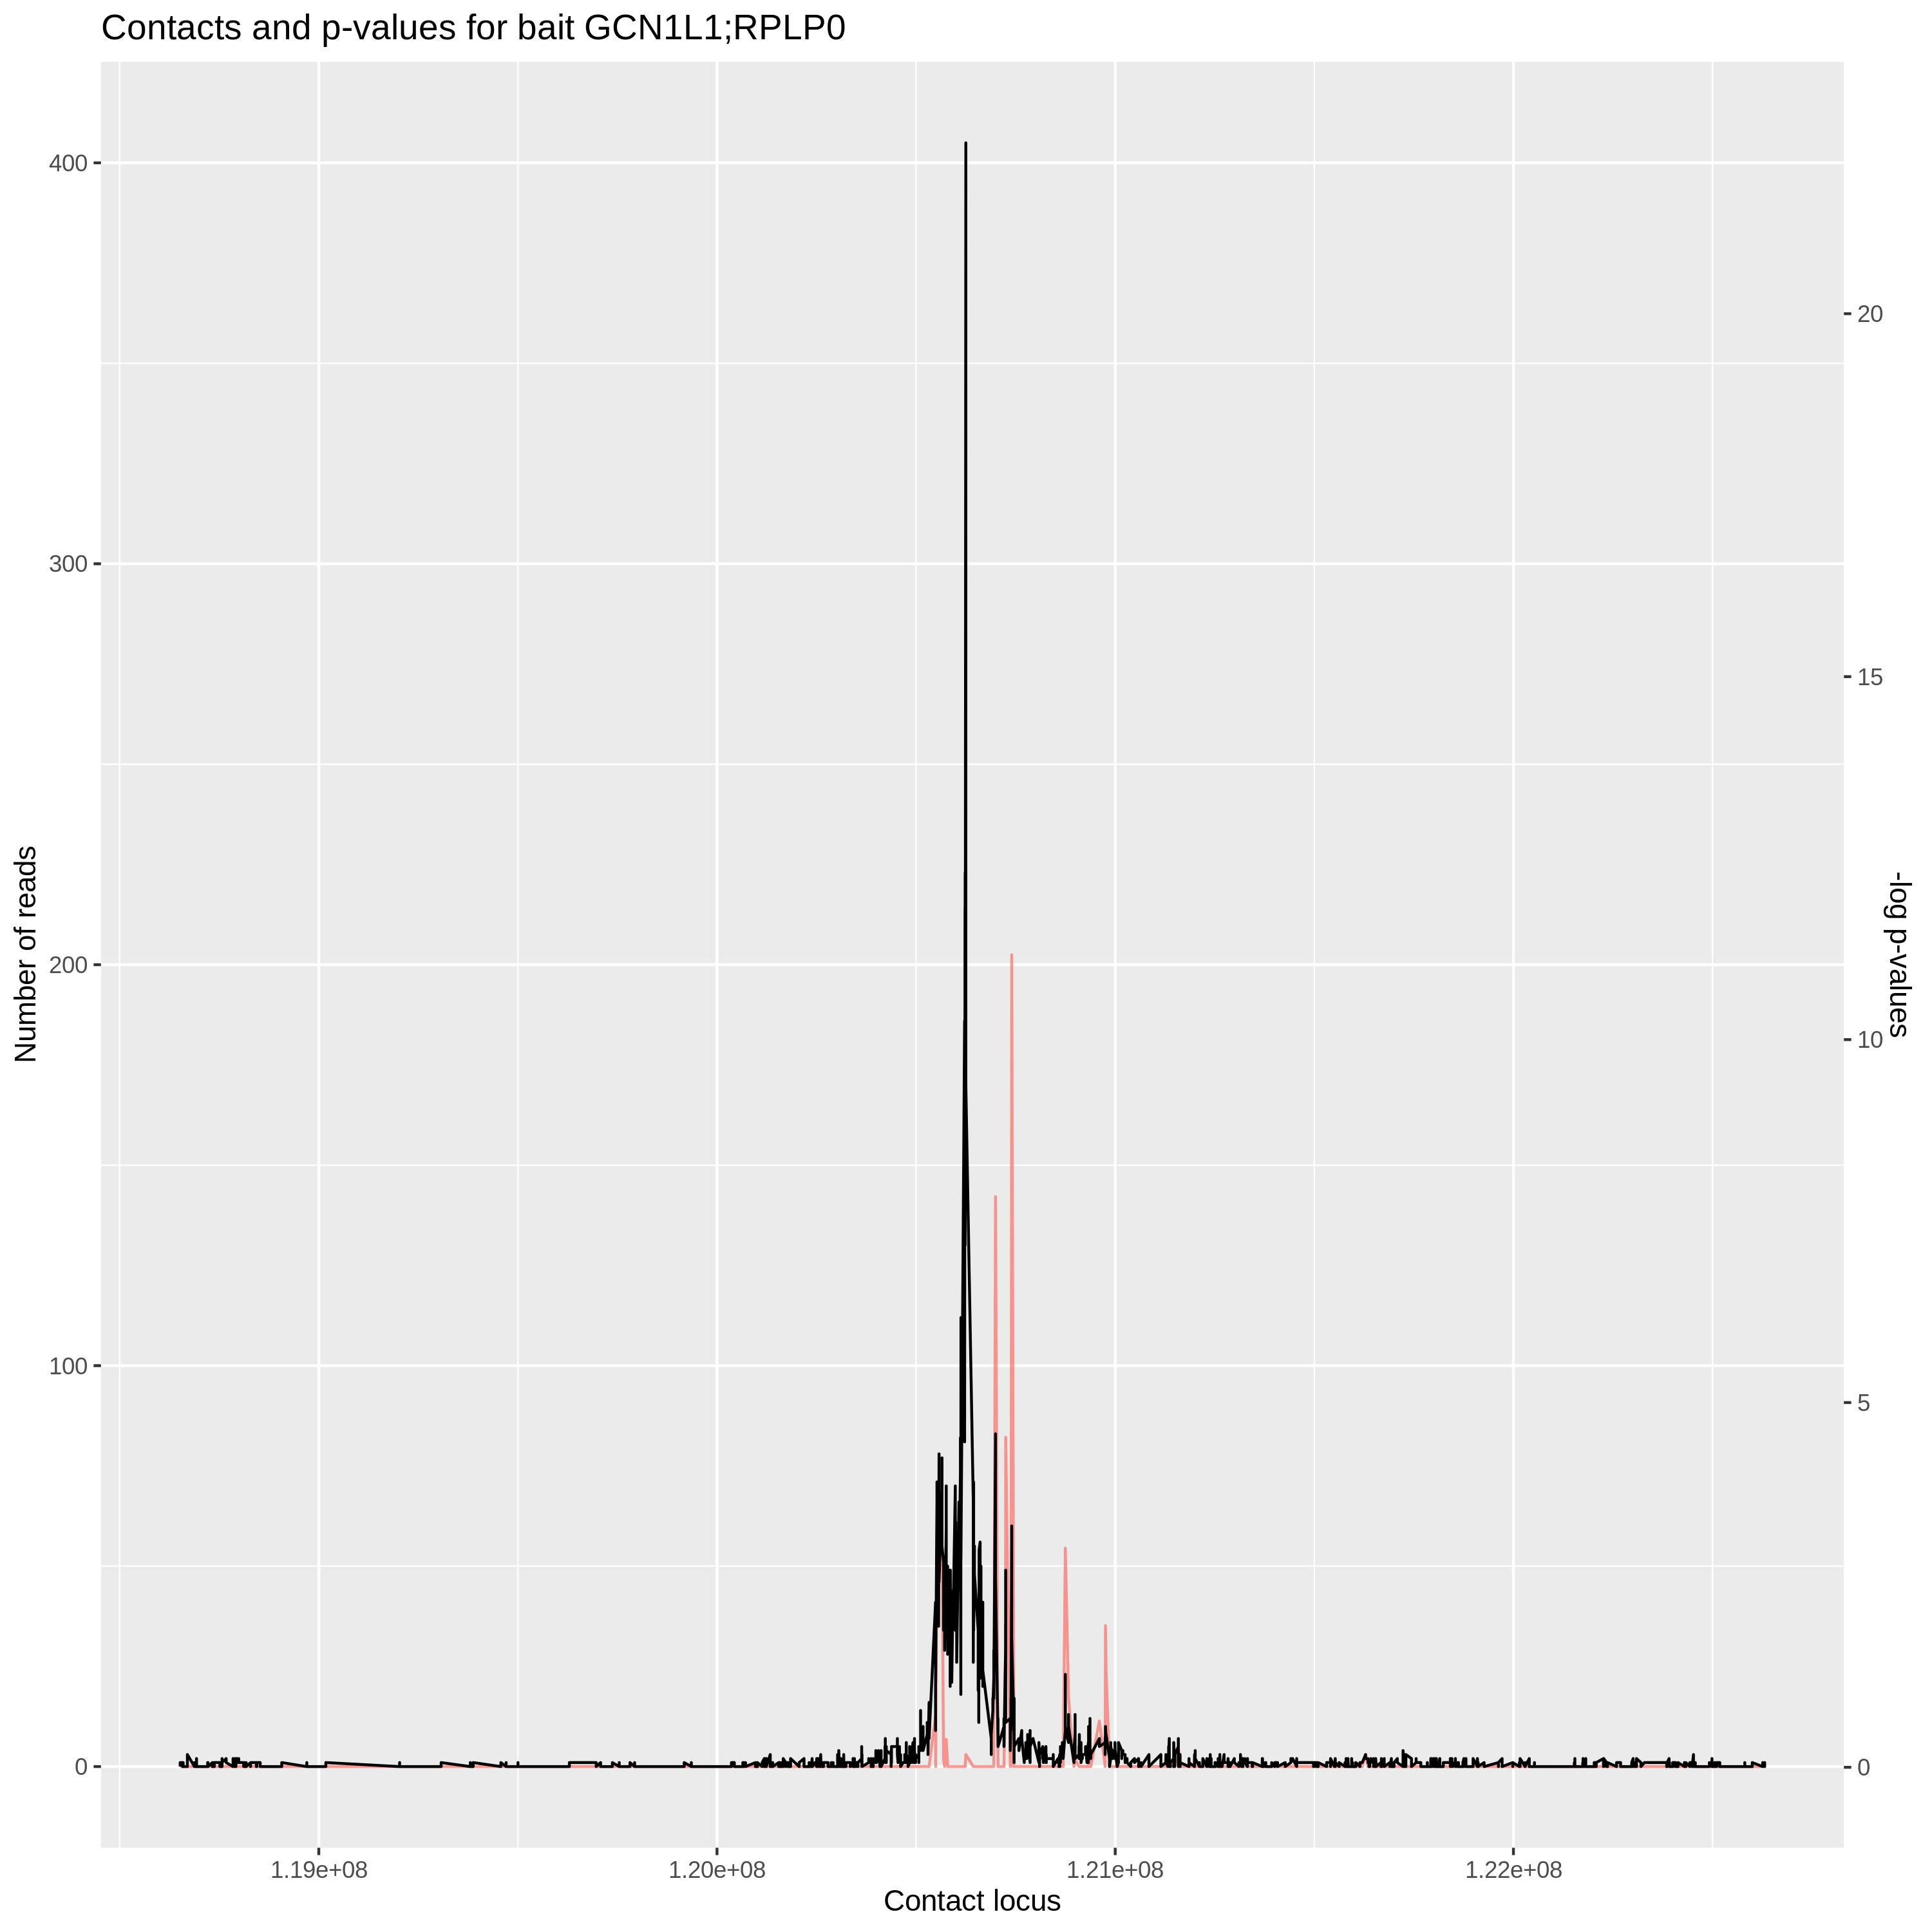 Contacts and p-values for bait GCN1L1;RPLP0
400
300
200
100
0
Number of reads
20
15
10
5
0
-log p-values
1.19e+08
1.20e+08
1.21e+08
1.22e+08
Contact locus